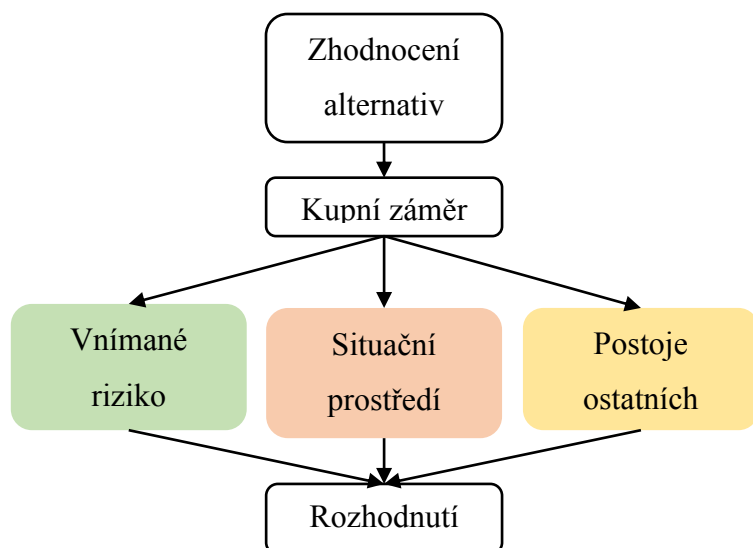 Zhodnocení
alternativ
Kupní záměr
Vnímané
riziko
Situační
prostředí
Postoje
ostatních
Rozhodnutí